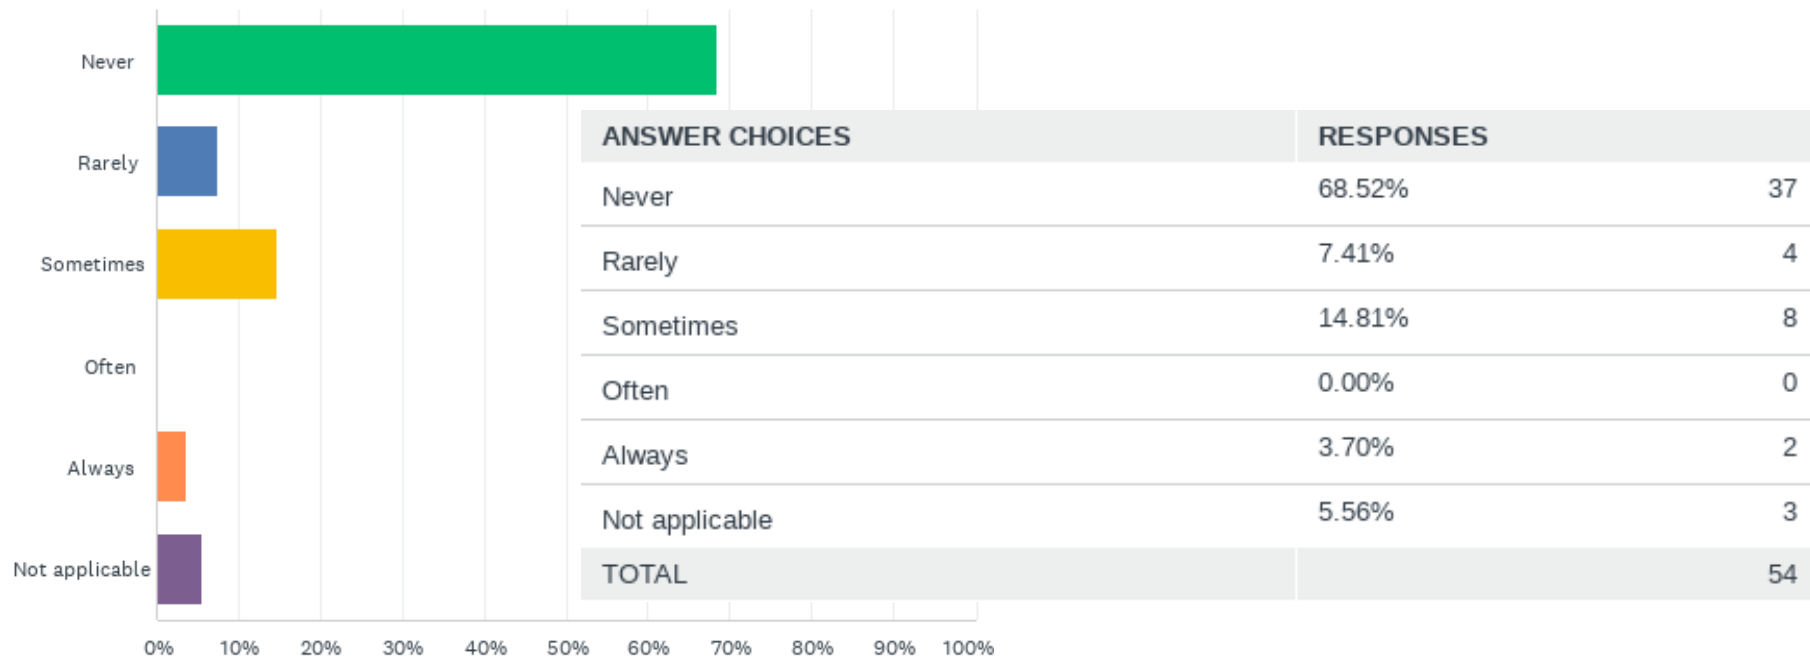 Never
Rarely
Sometimes
Often
Always
Not applicable
0% 10% 20% 30% 40% 50% 60% 70% 80% 90% 100%
ANSWER CHOICES RESPONSES
Never 68.52% 37
Rarely 7.41% 4
Sometimes 14.81% 8
Often 0.00% 0
Always 3.70% 2
Not applicable 5.56% 3
TOTAL 54